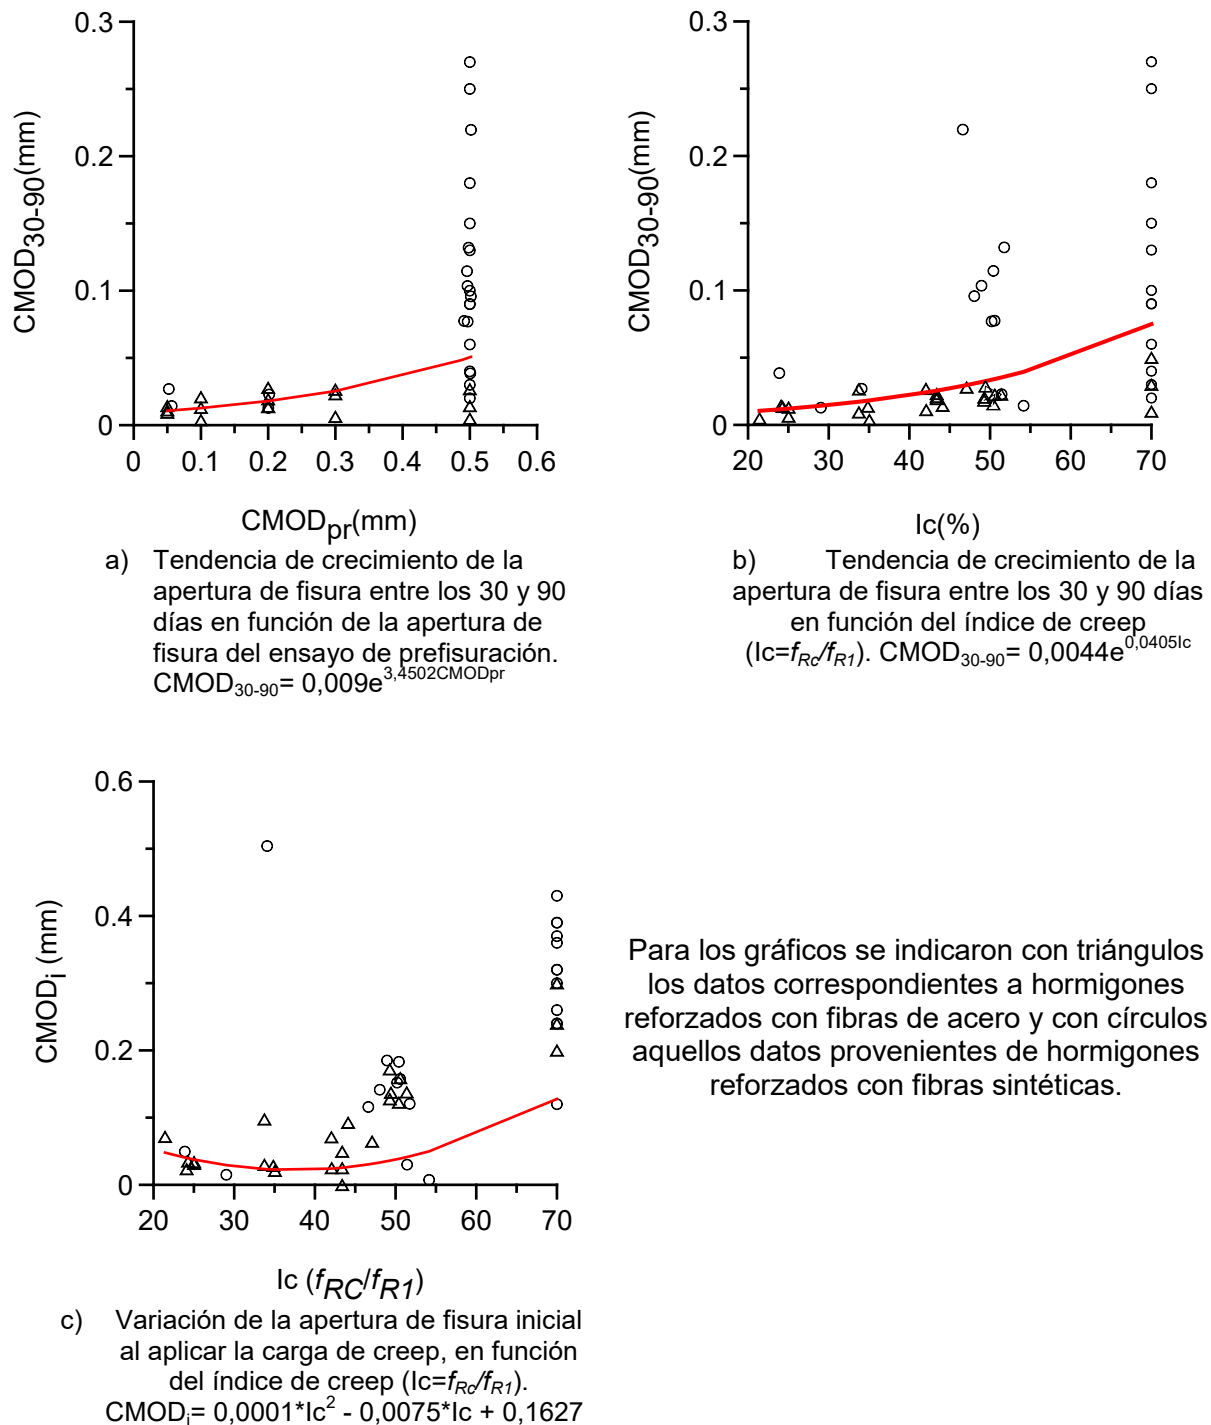 0.3
0.2
0.1
0
CMOD30-90(mm)
0 0.1 0.2 0.3 0.4 0.5 0.6
CMODpr(mm)
a) Tendencia de crecimiento de la
apertura de fisura entre los 30 y 90
días en función de la apertura de
fisura del ensayo de prefisuración.
CMOD30-90= 0,009e3,4502CMODpr
0.3
0.2
0.1
0
CMOD30-90(mm)
20 30 40 50 60 70
Ic(%)
b) Tendencia de crecimiento de la
apertura de fisura entre los 30 y 90 días
en función del índice de creep
(Ic=fRc/fR1). CMOD30-90= 0,0044e0,0405Ic
0.6
0.4
0.2
0
CMODi (mm)
20 30 40 50 60 70
Ic (fRC/fR1)
c) Variación de la apertura de fisura inicial
al aplicar la carga de creep, en función
del índice de creep (Ic=fRc/fR1).
CMODi= 0,0001*Ic2 - 0,0075*Ic + 0,1627
Para los gráficos se indicaron con triángulos
los datos correspondientes a hormigones
reforzados con fibras de acero y con círculos
aquellos datos provenientes de hormigones
reforzados con fibras sintéticas.